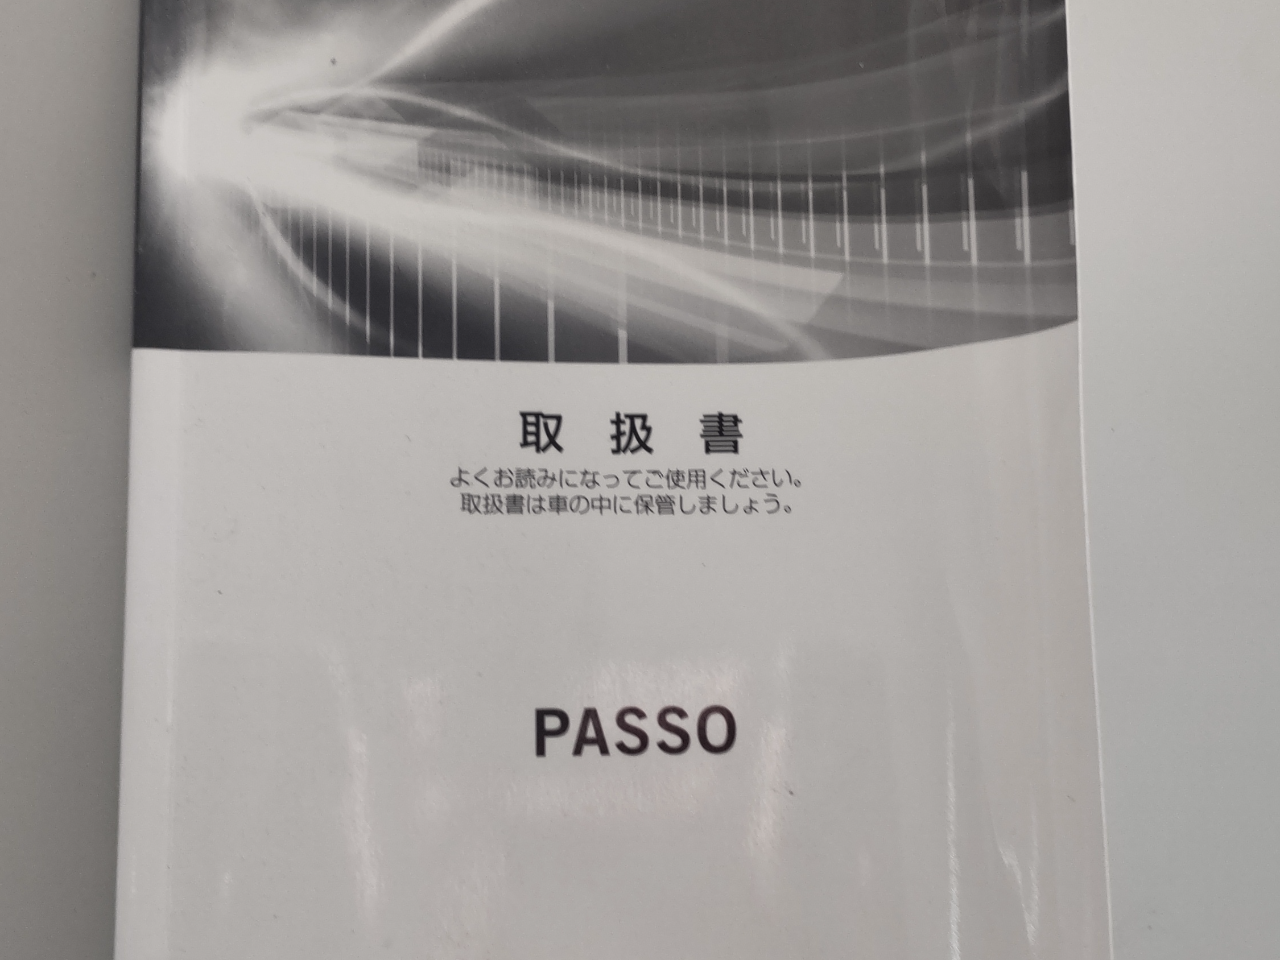 取扱書
よくお読みになってご使用ください。
取扱書は車の中に保管しましょう。
PASSO